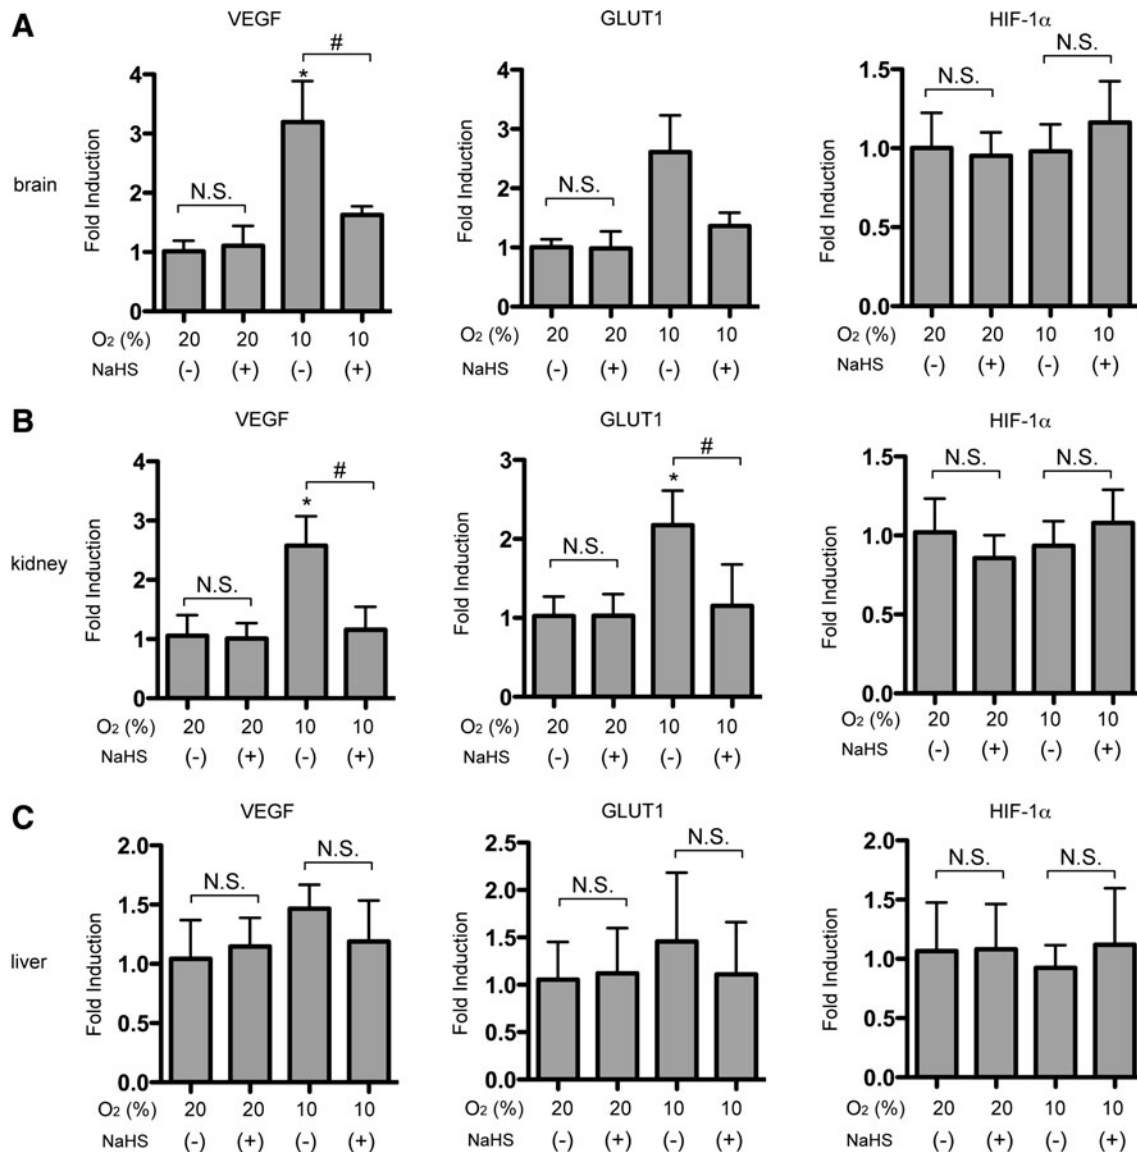 A
VEGF
GLUT1
HIF-1α
brain
Fold Induction
4
3
2
1
0
N.S.
*
#
O2 (%) 20 20 10 10
NaHS (-) (+) (-) (+)
Fold Induction
4
3
2
1
0
N.S.
O2 (%) 20 20 10 10
NaHS (-) (+) (-) (+)
Fold Induction
1.5
1.0
0.5
0.0
N.S.
N.S.
O2 (%) 20 20 10 10
NaHS (-) (+) (-) (+)
B
VEGF
GLUT1
HIF-1α
kidney
Fold Induction
4
3
2
1
0
N.S.
*
#
O2 (%) 20 20 10 10
NaHS (-) (+) (-) (+)
Fold Induction
3
2
1
0
N.S.
*
#
O2 (%) 20 20 10 10
NaHS (-) (+) (-) (+)
Fold Induction
1.5
1.0
0.5
0.0
N.S.
N.S.
O2 (%) 20 20 10 10
NaHS (-) (+) (-) (+)
C
VEGF
GLUT1
HIF-1α
liver
Fold Induction
2.0
1.5
1.0
0.5
0.0
N.S.
N.S.
O2 (%) 20 20 10 10
NaHS (-) (+) (-) (+)
Fold Induction
2.5
2.0
1.5
1.0
0.5
0.0
N.S.
N.S.
O2 (%) 20 20 10 10
NaHS (-) (+) (-) (+)
Fold Induction
2.0
1.5
1.0
0.5
0.0
N.S.
N.S.
O2 (%) 20 20 10 10
NaHS (-) (+) (-) (+)